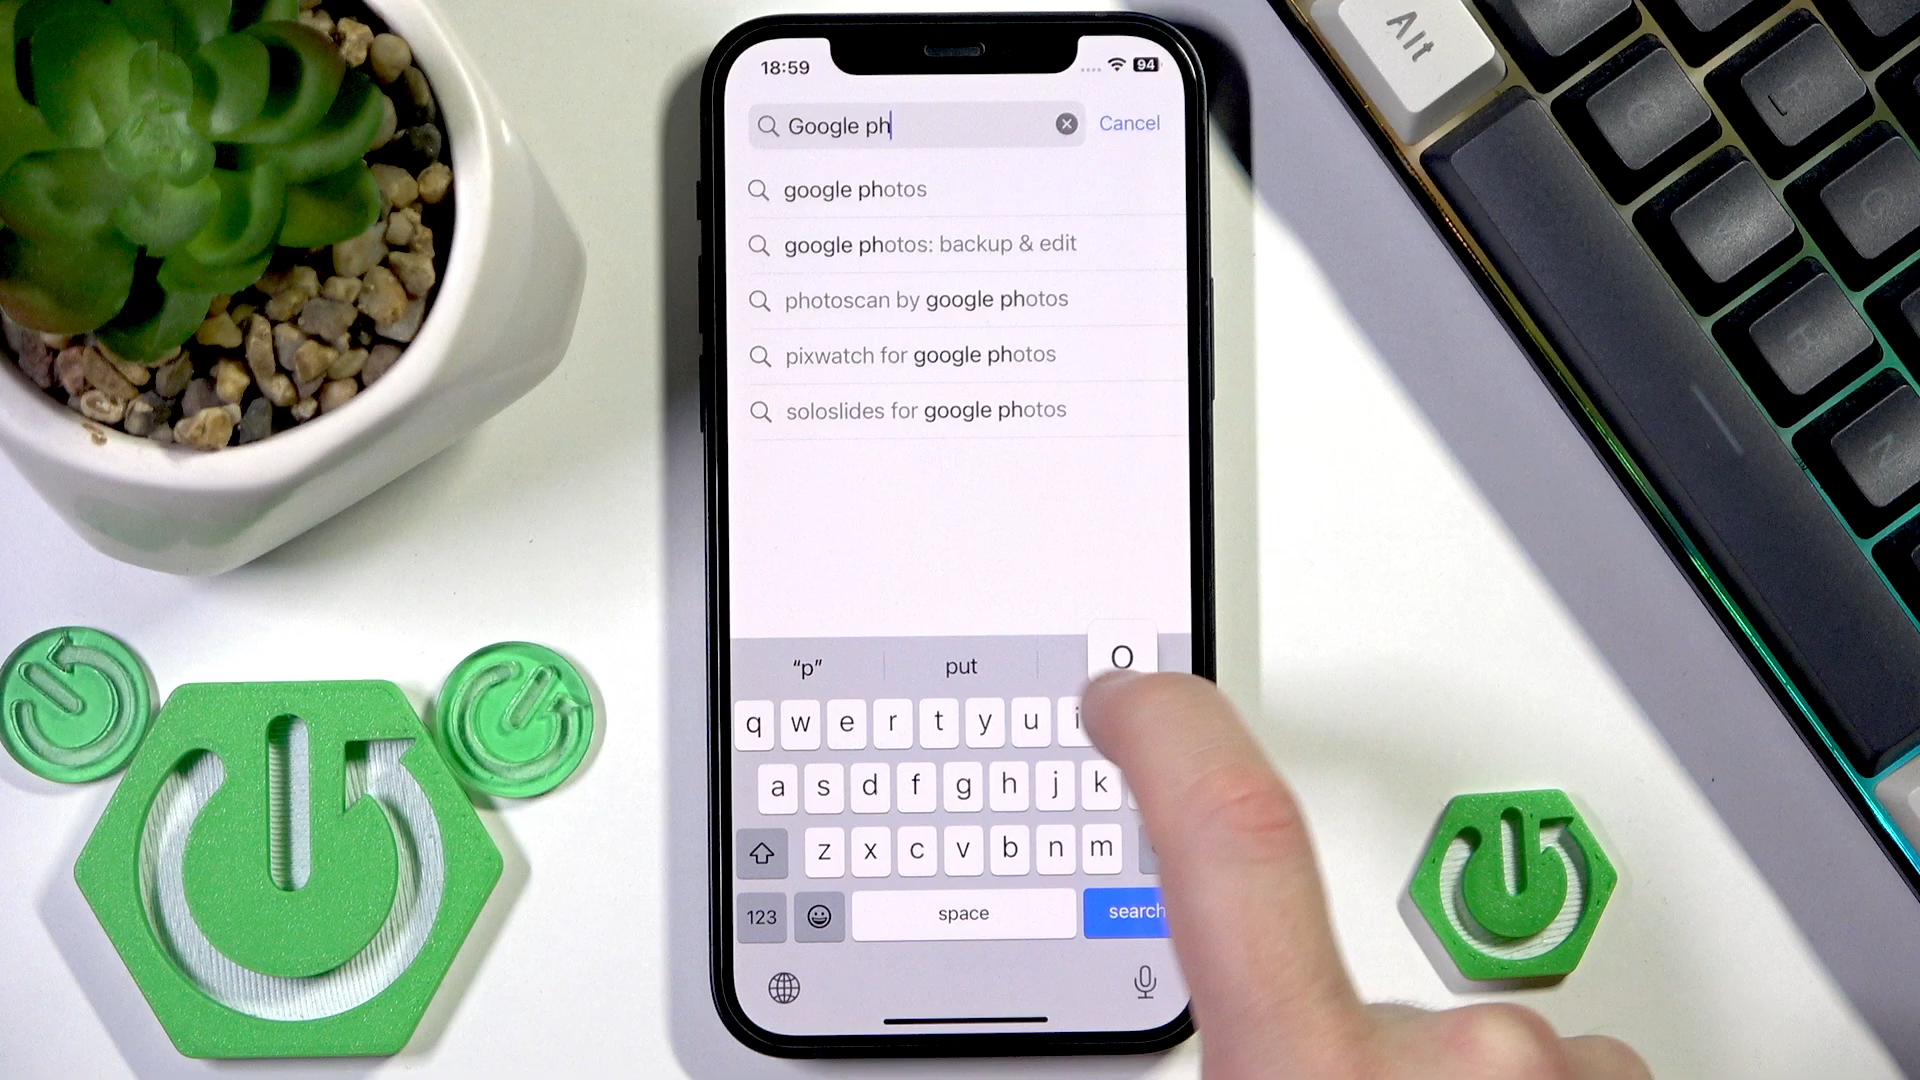 18:59
94
Google ph
Cancel
google photos
google photos: backup & edit
photoscan by google photos
pixwatch for google photos
soloslides for google photos
“p”
put
O
q w e r t y u i
a s d f g h j k
z x c v b n m
123
space
search
Alt
N